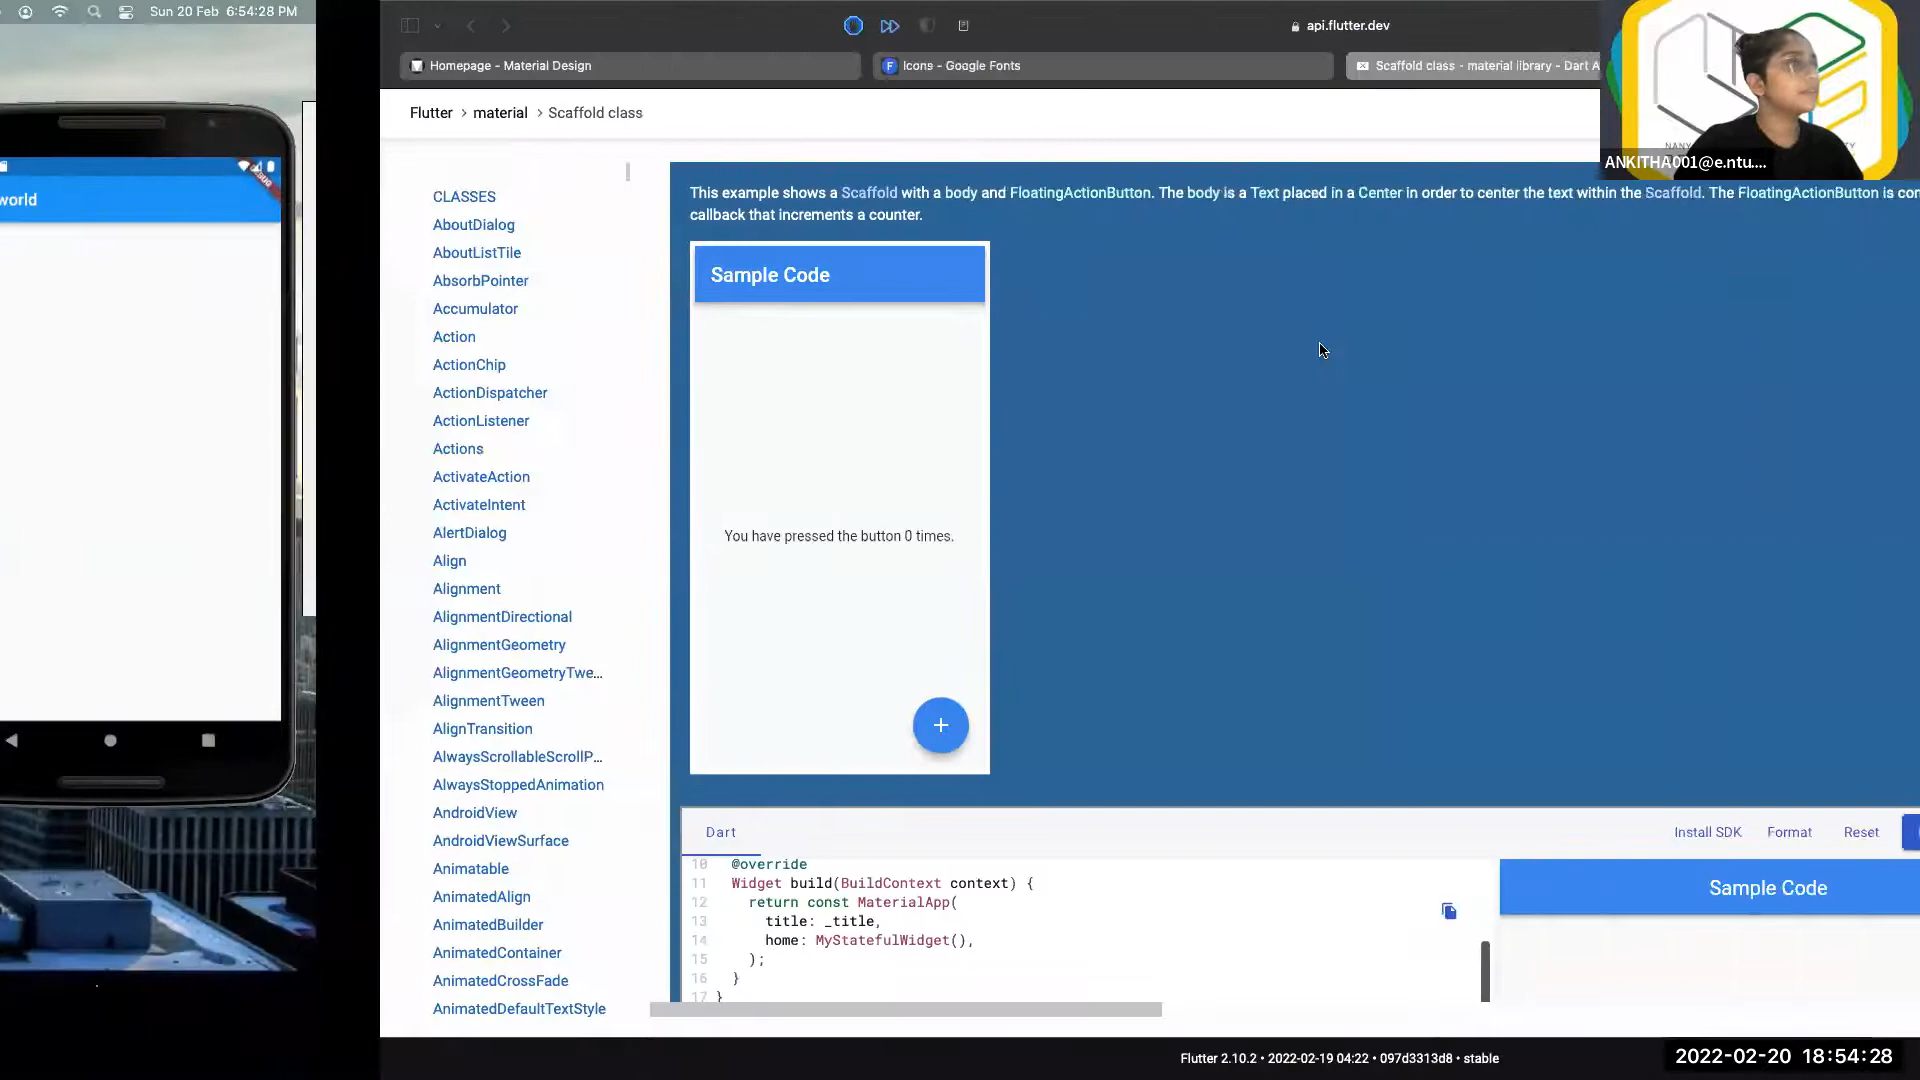 Sun 20 Feb 6:54:28 PM
world
api.flutter.dev
Homepage - Material Design
Icons - Google Fonts
Scaffold class - material library - Dart A
Flutter > material > Scaffold class
ANKITHA001@e.ntu....
CLASSES
AboutDialog
AboutListTile
AbsorbPointer
Accumulator
Action
ActionChip
ActionDispatcher
ActionListener
Actions
ActivateAction
ActivateIntent
AlertDialog
Align
Alignment
AlignmentDirectional
AlignmentGeometry
AlignmentGeometryTwe...
AlignmentTween
AlignTransition
AlwaysScrollableScrollP...
AlwaysStoppedAnimation
AndroidView
AndroidViewSurface
Animatable
AnimatedAlign
AnimatedBuilder
AnimatedContainer
AnimatedCrossFade
AnimatedDefaultTextStyle
This example shows a Scaffold with a body and FloatingActionButton. The body is a Text placed in a Center in order to center the text within the Scaffold. The FloatingActionButton is con
callback that increments a counter.
Sample Code
You have pressed the button 0 times.
Dart
Install SDK Format Reset
10 @override
11 Widget build(BuildContext context) {
12 return const MaterialApp(
13 title: _title,
14 home: MyStatefulWidget(),
15 );
16 }
17 }
Sample Code
Flutter 2.10.2 • 2022-02-19 04:22 • 097d3313d8 • stable
2022-02-20 18:54:28